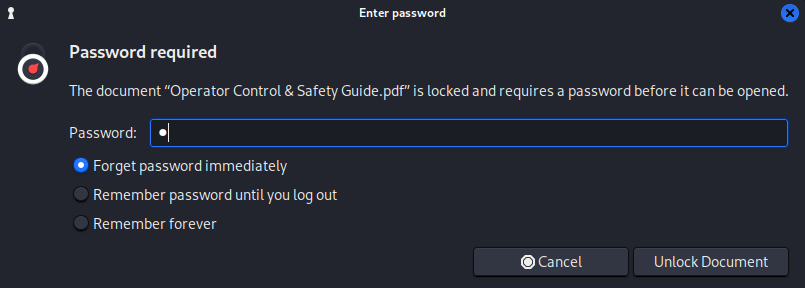 Enter password
Password required
The document “Operator Control & Safety Guide.pdf” is locked and requires a password before it can be opened.
Password: ●
Forget password immediately
Remember password until you log out
Remember forever
Cancel Unlock Document